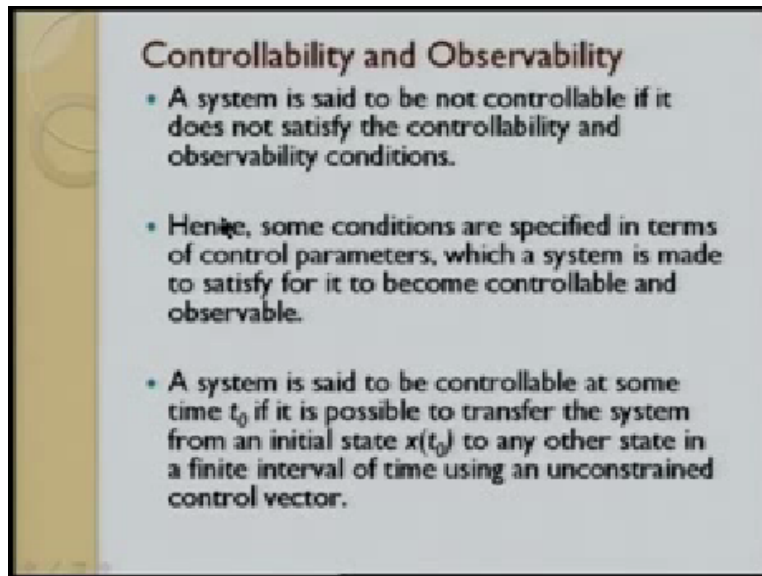 Controllability and Observability
• A system is said to be not controllable if it
does not satisfy the controllability and
observability conditions.
• Hence, some conditions are specified in terms
of control parameters, which a system is made
to satisfy for it to become controllable and
observable.
• A system is said to be controllable at some
time t₀ if it is possible to transfer the system
from an initial state x(t₀) to any other state in
a finite interval of time using an unconstrained
control vector.